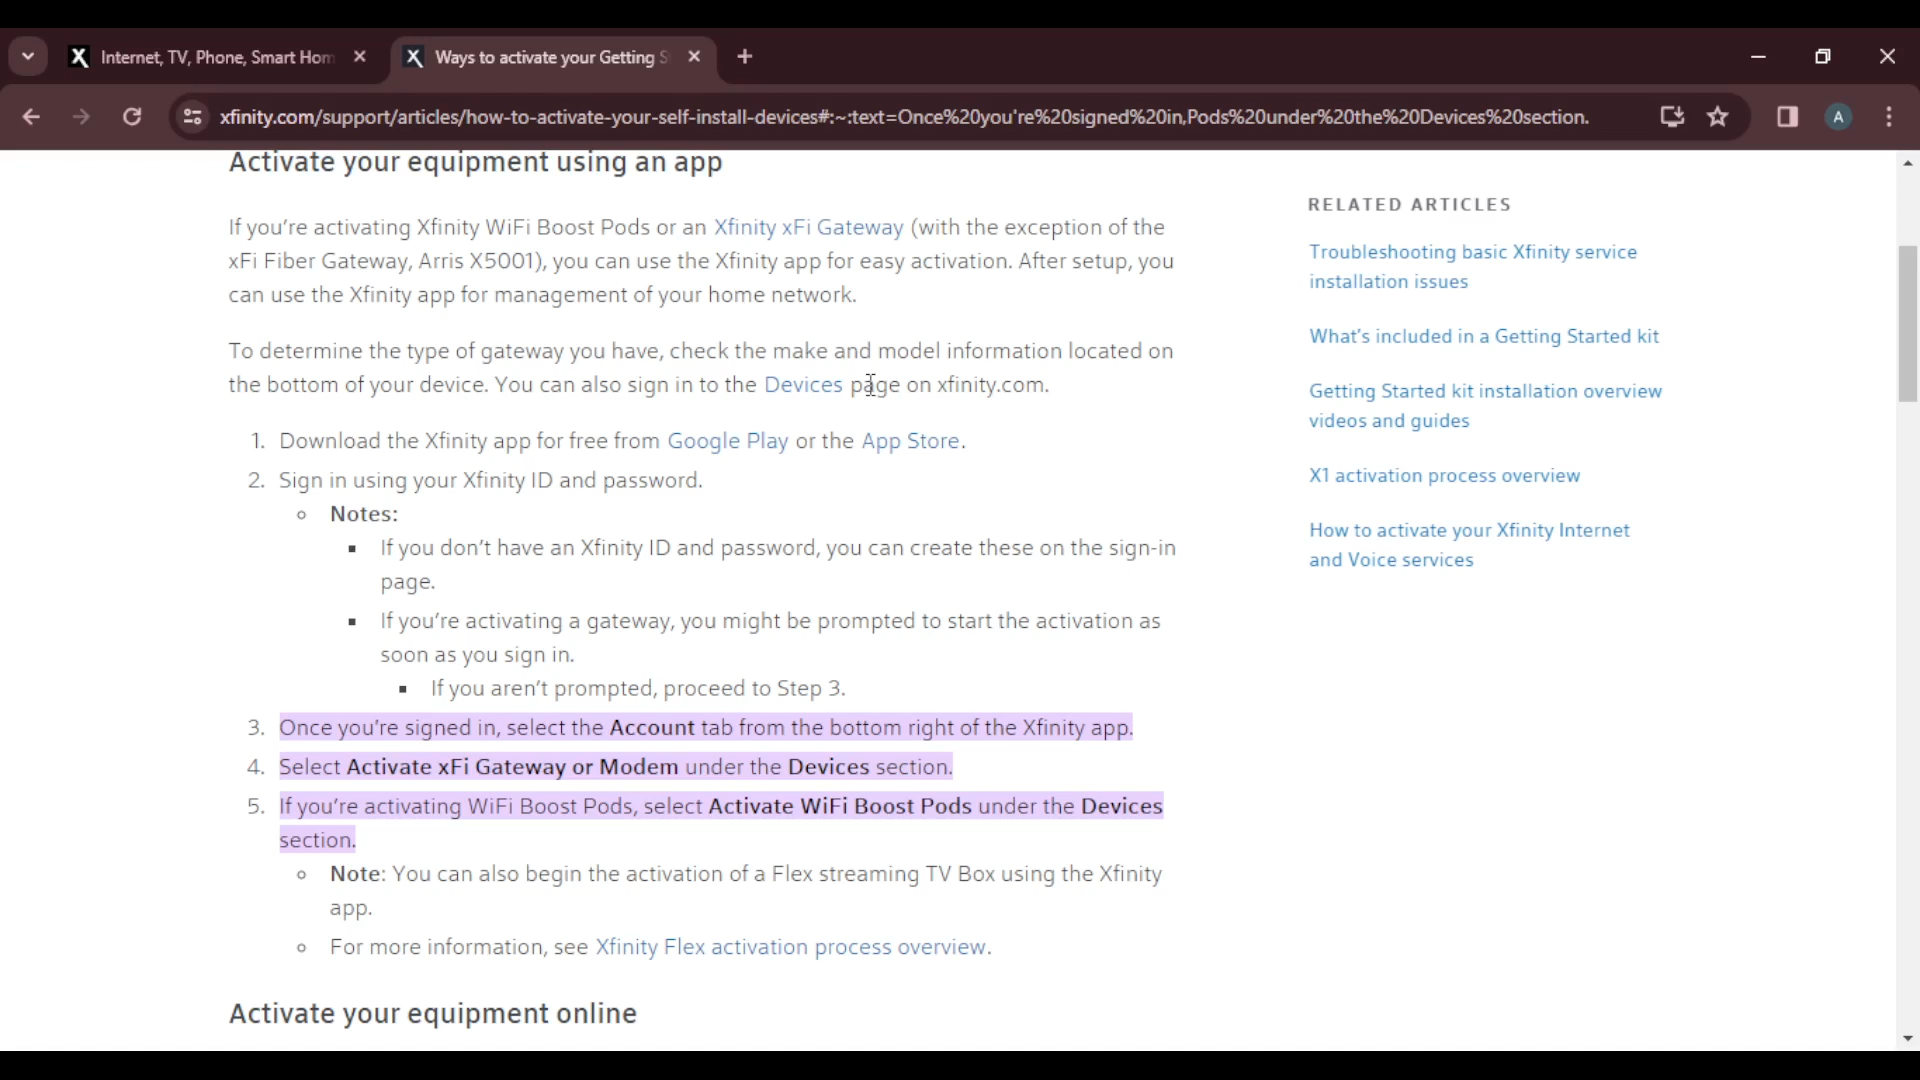 Internet, TV, Phone, Smart Hom
Ways to activate your Getting S
xfinity.com/support/articles/how-to-activate-your-self-install-devices#:~:text=Once%20you're%20signed%20in,Pods%20under%20the%20Devices%20section.
A
Activate your equipment using an app
If you’re activating Xfinity WiFi Boost Pods or an Xfinity xFi Gateway (with the exception of the
xFi Fiber Gateway, Arris X5001), you can use the Xfinity app for easy activation. After setup, you
can use the Xfinity app for management of your home network.
To determine the type of gateway you have, check the make and model information located on
the bottom of your device. You can also sign in to the Devices page on xfinity.com.
1. Download the Xfinity app for free from Google Play or the App Store.
2. Sign in using your Xfinity ID and password.
Notes:
If you don’t have an Xfinity ID and password, you can create these on the sign-in
page.
If you’re activating a gateway, you might be prompted to start the activation as
soon as you sign in.
If you aren’t prompted, proceed to Step 3.
3. Once you’re signed in, select the Account tab from the bottom right of the Xfinity app.
4. Select Activate xFi Gateway or Modem under the Devices section.
5. If you’re activating WiFi Boost Pods, select Activate WiFi Boost Pods under the Devices
section.
Note: You can also begin the activation of a Flex streaming TV Box using the Xfinity
app.
For more information, see Xfinity Flex activation process overview.
Activate your equipment online
RELATED ARTICLES
Troubleshooting basic Xfinity service
installation issues
What’s included in a Getting Started kit
Getting Started kit installation overview
videos and guides
X1 activation process overview
How to activate your Xfinity Internet
and Voice services